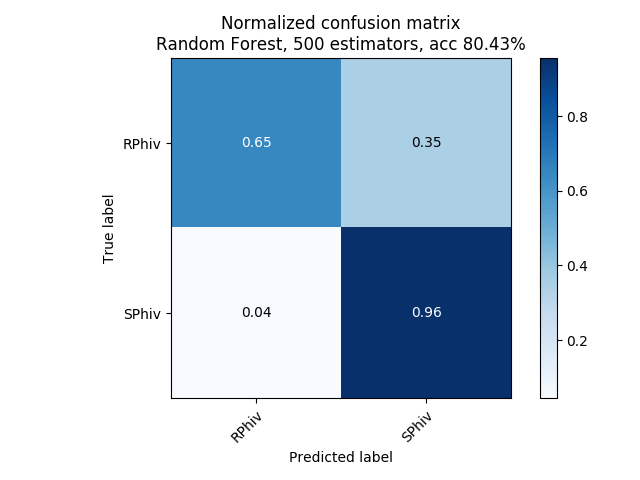 Normalized confusion matrix
Random Forest, 500 estimators, acc 80.43%
RPhiv
0.65
0.35
SPhiv
0.04
0.96
True label
RPhiv
SPhiv
Predicted label
0.8
0.6
0.4
0.2